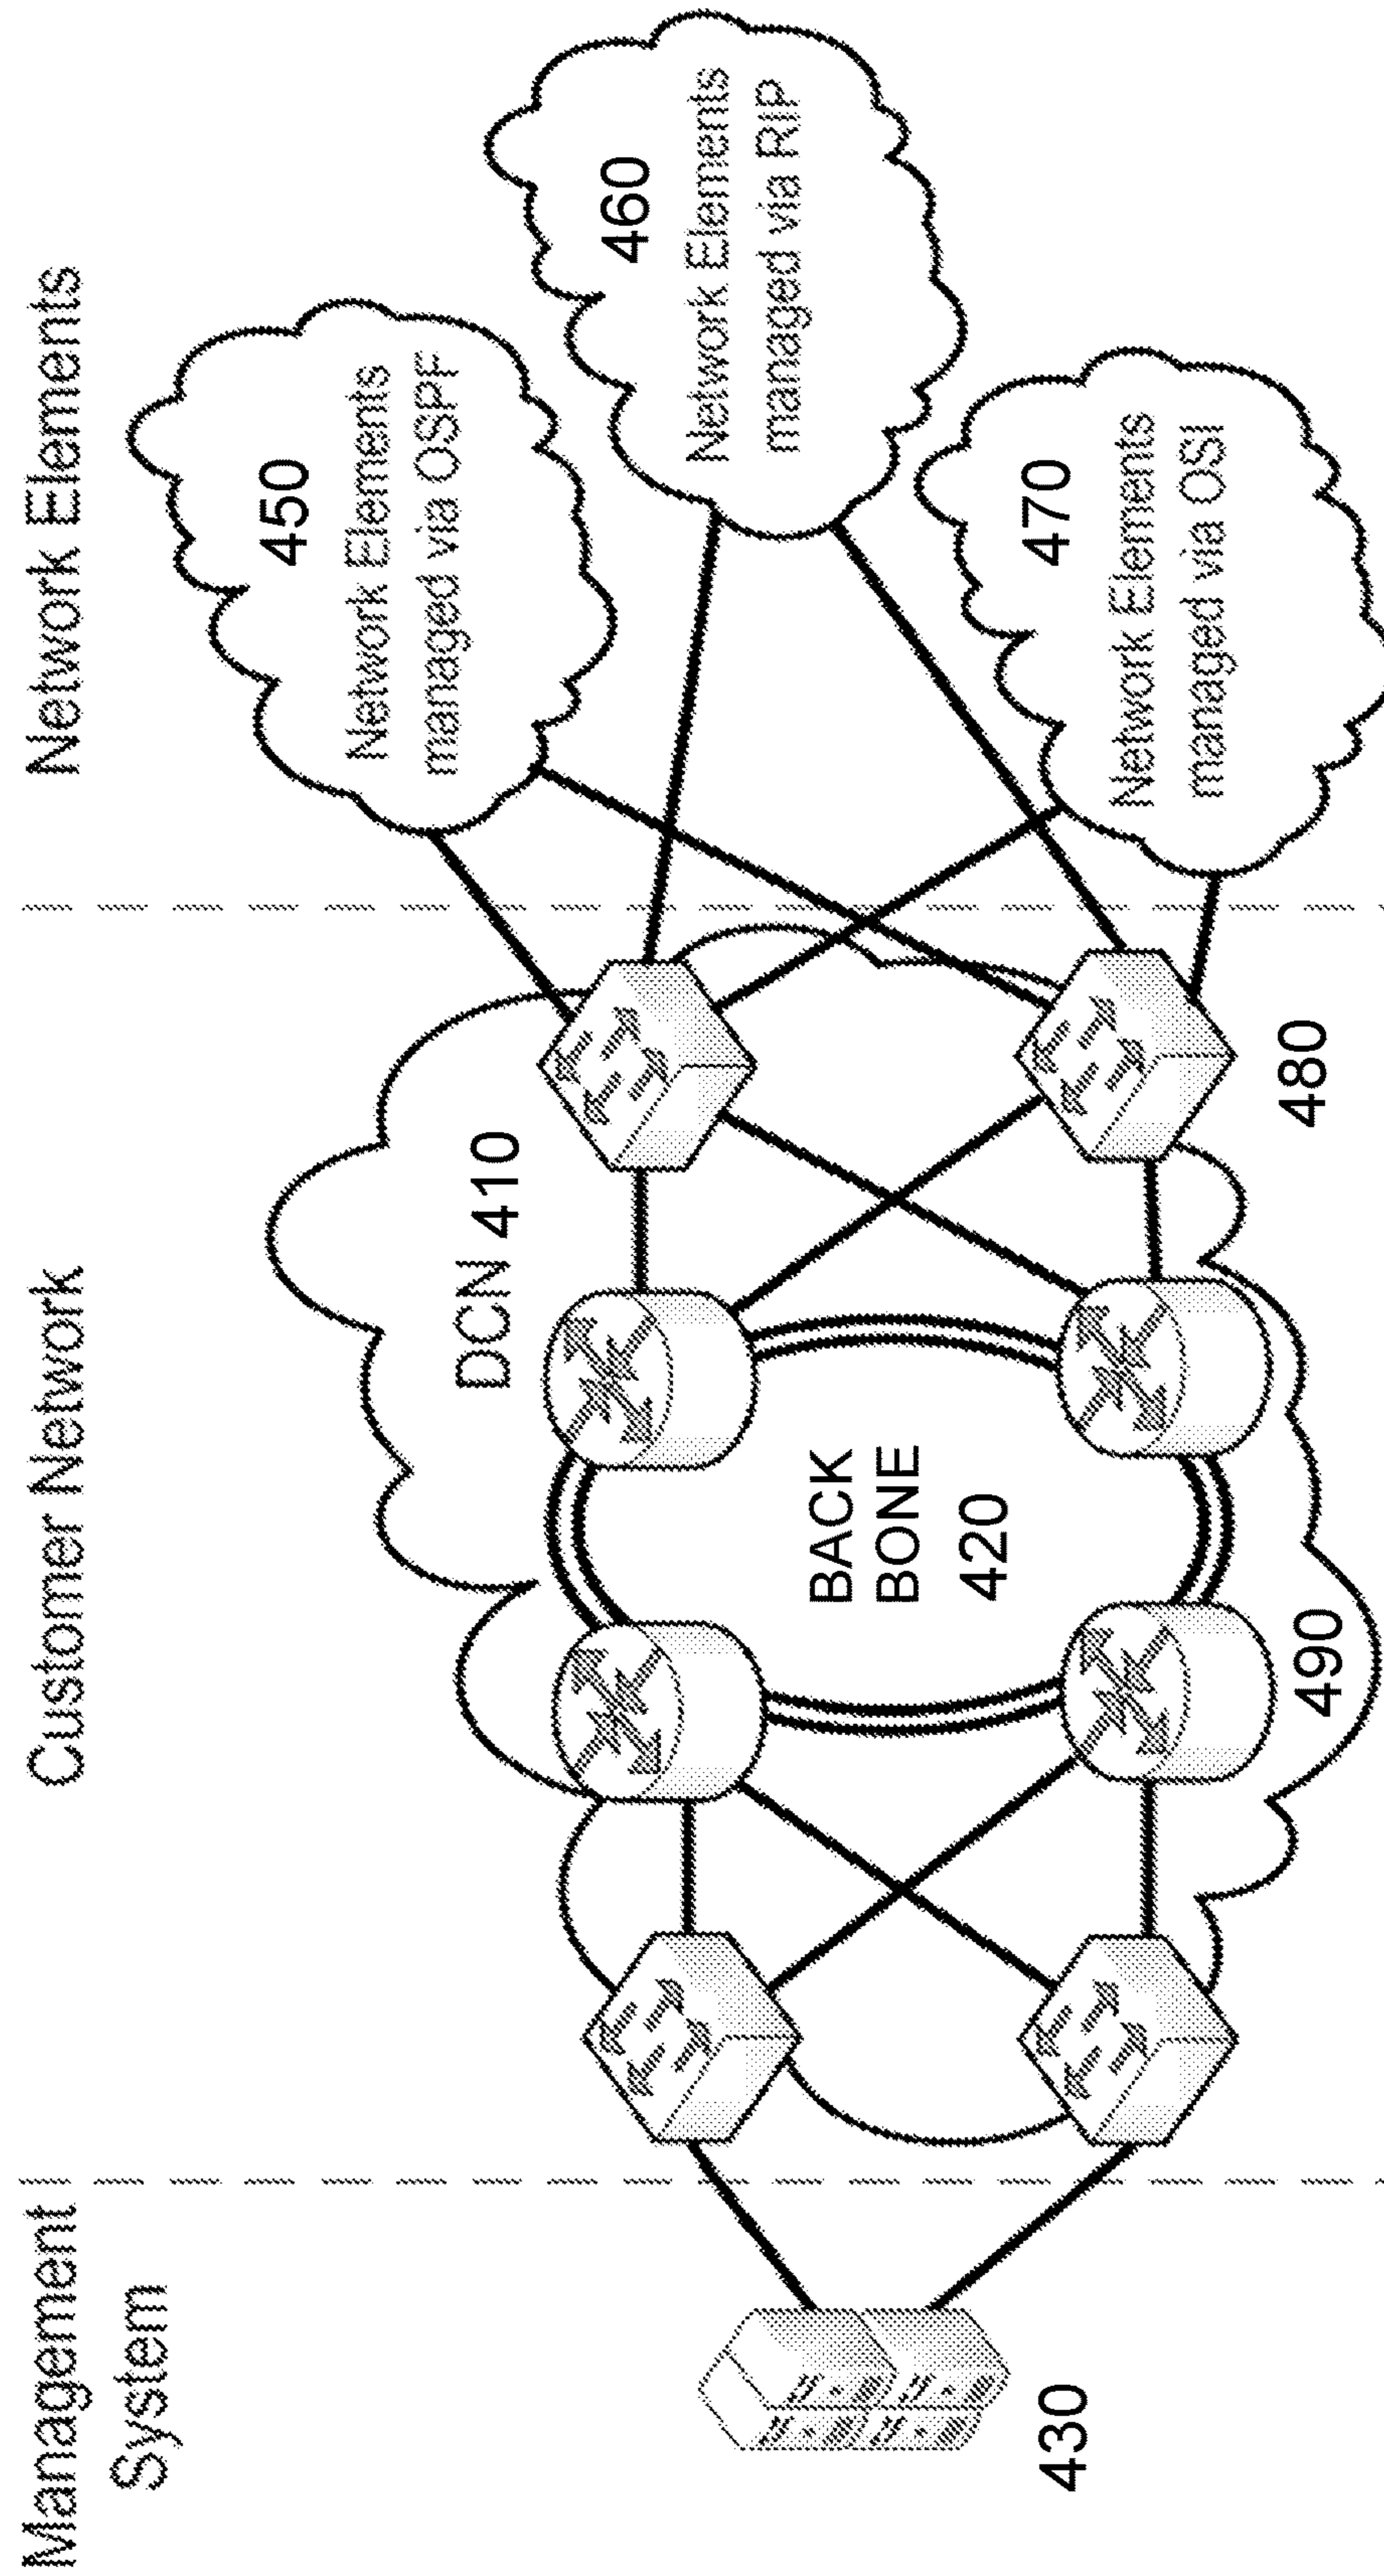 Management
System
Customer Network
Network Elements
DCN 410
BACK
BONE
420
430
450
Network Elements
managed via OSPF
460
Network Elements
managed via RIP
470
Network Elements
managed via OSI
480
490